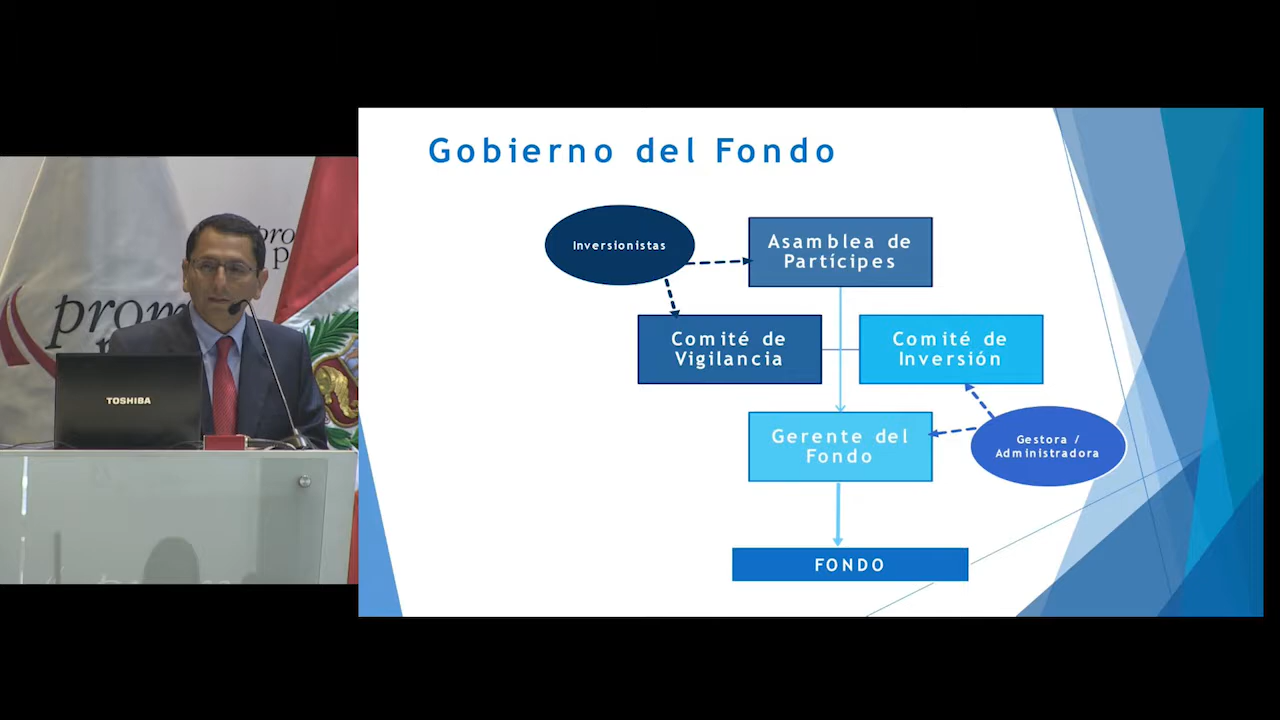 Gobierno del Fondo
Inversionistas
Asamblea de
Partícipes
Comité de
Vigilancia
Comité de
Inversión
Gerente del
Fondo
Gestora /
Administradora
FONDO
TOSHIBA